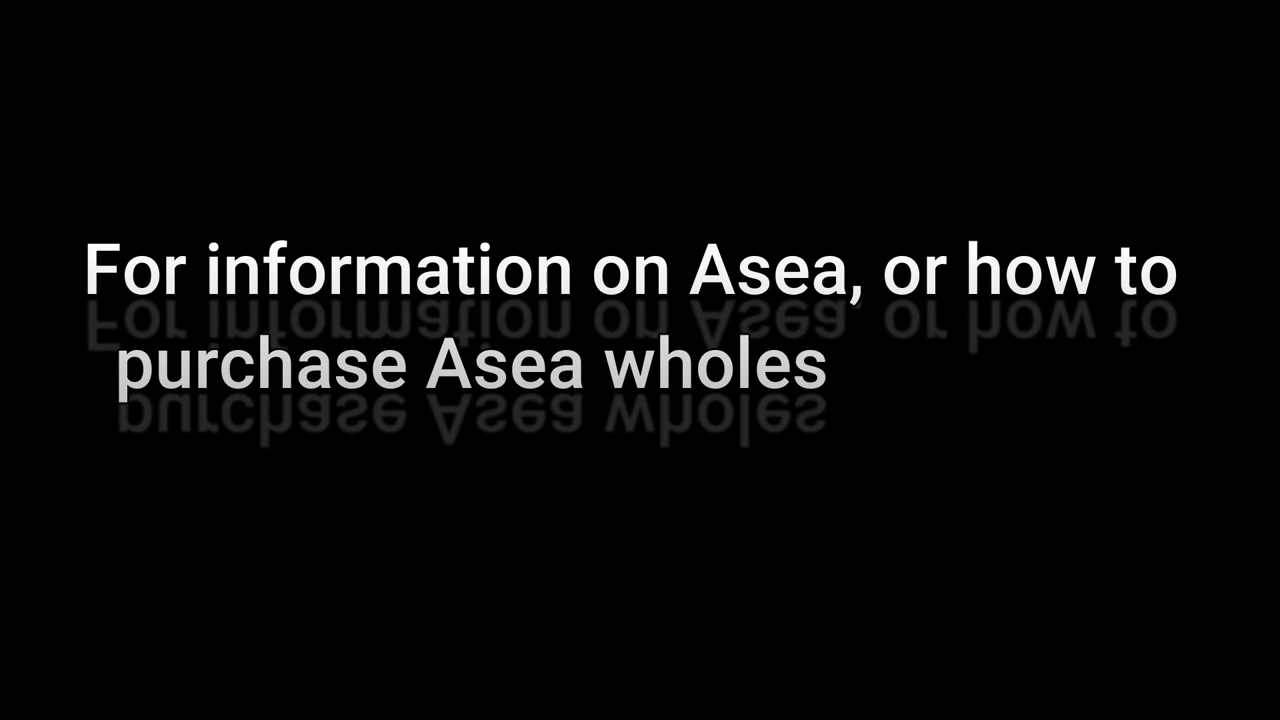 For information on Asea, or how to
purchase Asea wholes